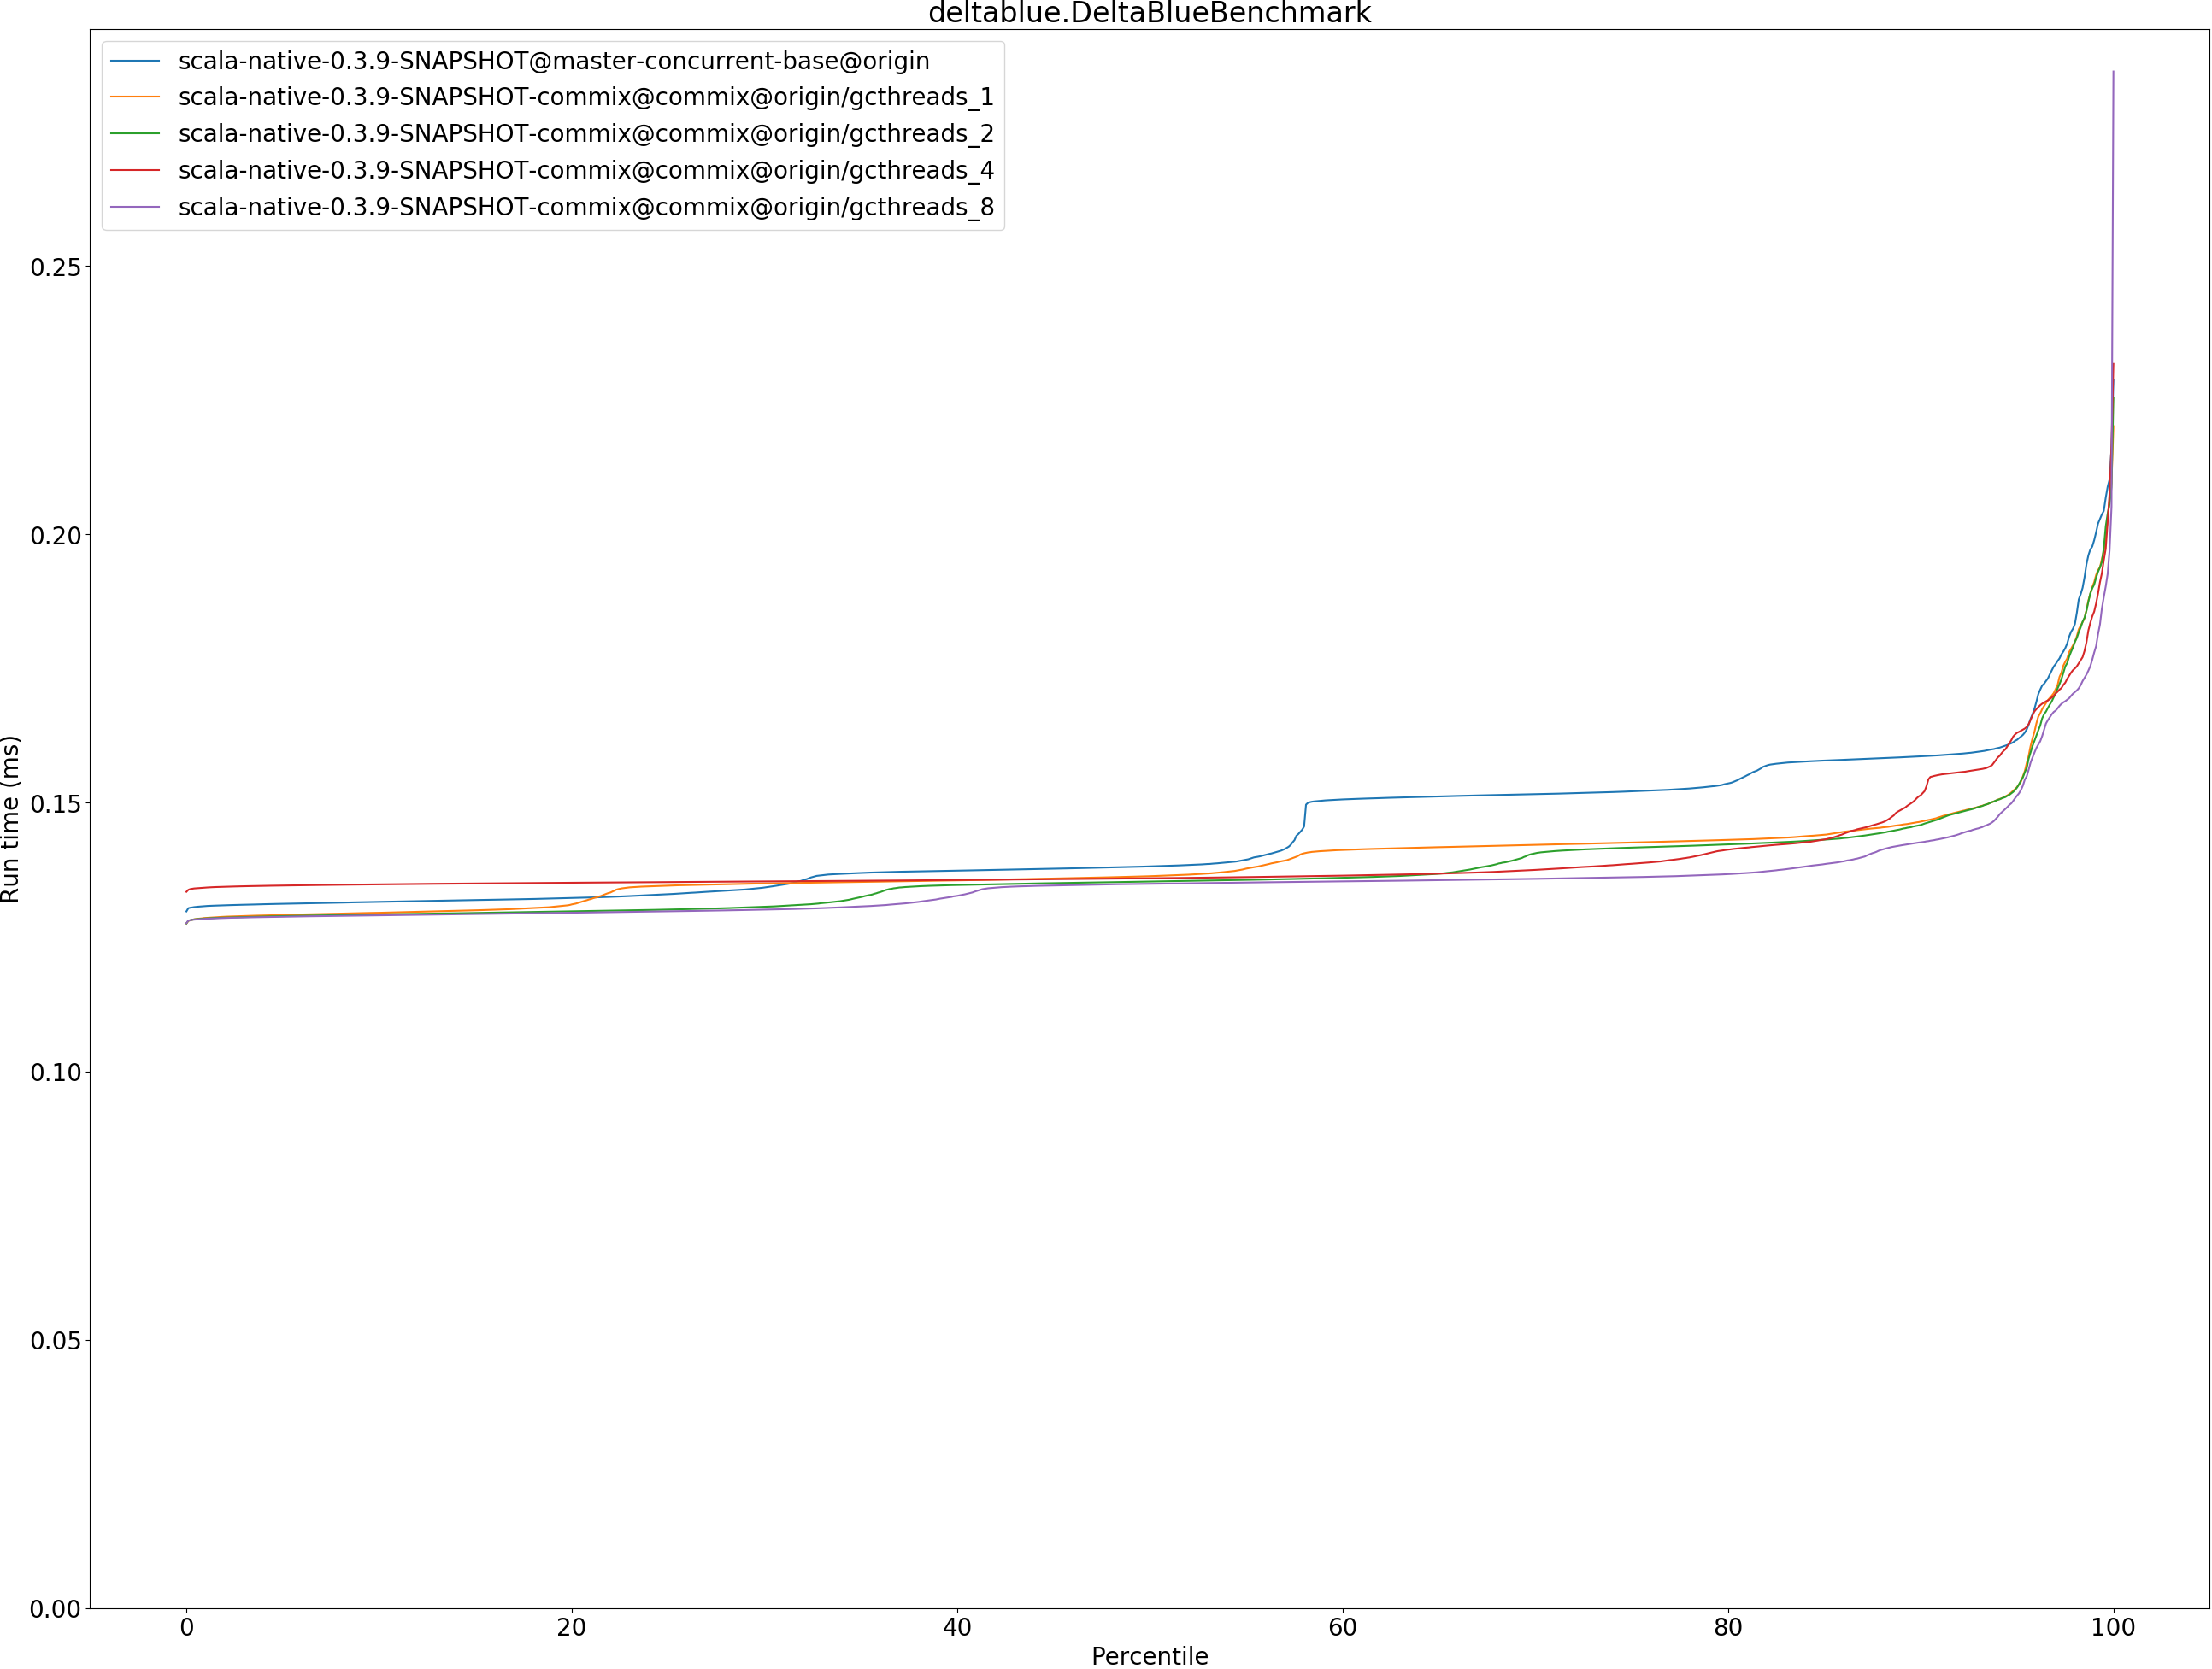 deltablue.DeltaBlueBenchmark
scala-native-0.3.9-SNAPSHOT@master-concurrent-base@origin
scala-native-0.3.9-SNAPSHOT-commix@commix@origin/gcthreads_1
scala-native-0.3.9-SNAPSHOT-commix@commix@origin/gcthreads_2
scala-native-0.3.9-SNAPSHOT-commix@commix@origin/gcthreads_4
scala-native-0.3.9-SNAPSHOT-commix@commix@origin/gcthreads_8
Run time (ms)
0.25
0.20
0.15
0.10
0.05
0.00
0 20 40 60 80 100
Percentile